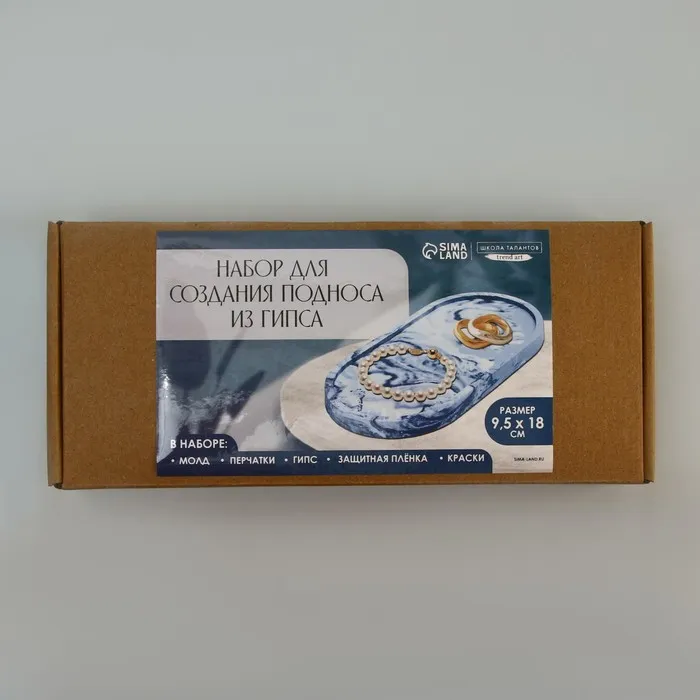 SIMA
LAND
ШКОЛА ТАЛАНТОВ
trend art
НАБОР ДЛЯ
СОЗДАНИЯ ПОДНОСА
ИЗ ГИПСА
РАЗМЕР
9,5 х 18
СМ
В НАБОРЕ:
• МОЛД • ПЕРЧАТКИ • ГИПС • ЗАЩИТНАЯ ПЛЁНКА • КРАСКИ
SIMA-LAND.RU